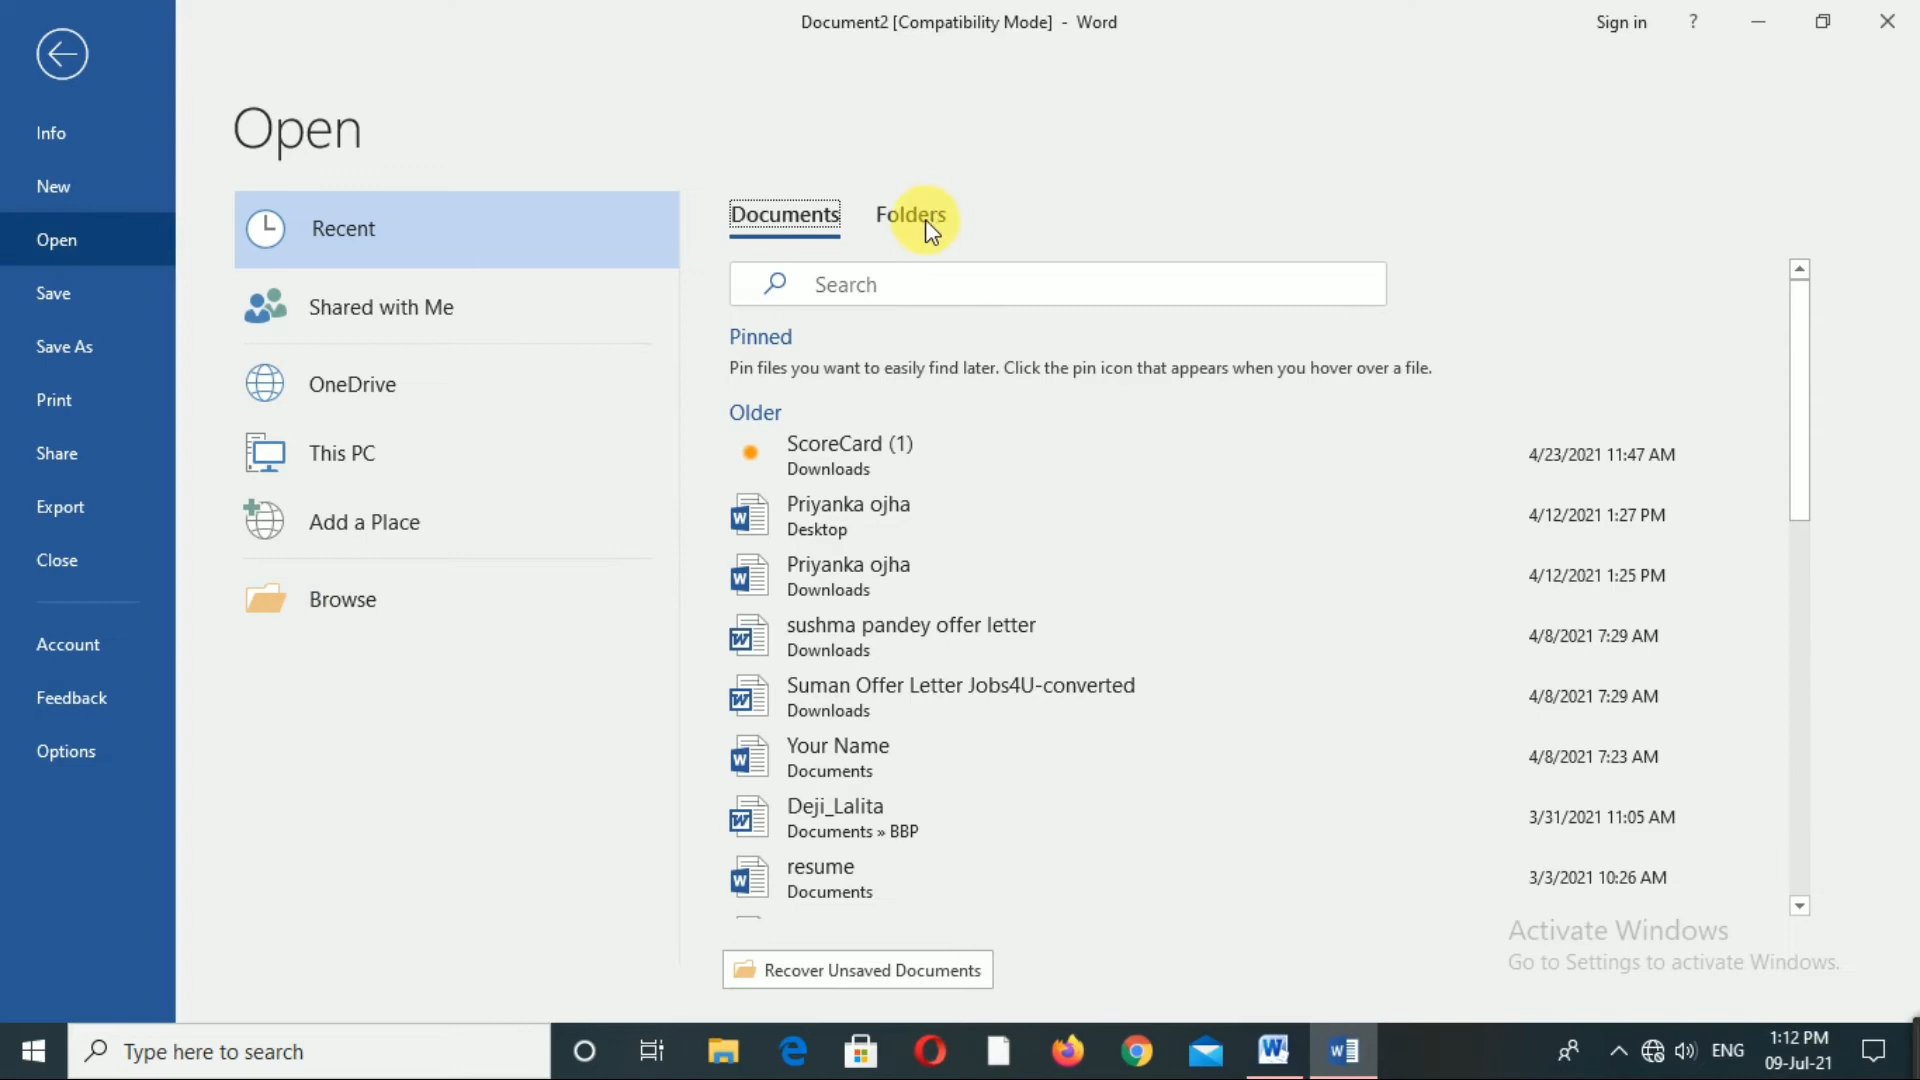 Document2 [Compatibility Mode] - Word
Sign in
?
Info
New
Open
Save
Save As
Print
Share
Export
Close
Account
Feedback
Options
Open
Recent
Shared with Me
OneDrive
This PC
Add a Place
Browse
Documents Folders
Search
Pinned
Pin files you want to easily find later. Click the pin icon that appears when you hover over a file.
Older
ScoreCard (1)
Downloads
4/23/2021 11:47 AM
Priyanka ojha
Desktop
4/12/2021 1:27 PM
Priyanka ojha
Downloads
4/12/2021 1:25 PM
sushma pandey offer letter
Downloads
4/8/2021 7:29 AM
Suman Offer Letter Jobs4U-converted
Downloads
4/8/2021 7:29 AM
Your Name
Documents
4/8/2021 7:23 AM
Deji_Lalita
Documents » BBP
3/31/2021 11:05 AM
resume
Documents
3/3/2021 10:26 AM
Recover Unsaved Documents
Activate Windows
Go to Settings to activate Windows.
Type here to search
ENG
1:12 PM
09-Jul-21